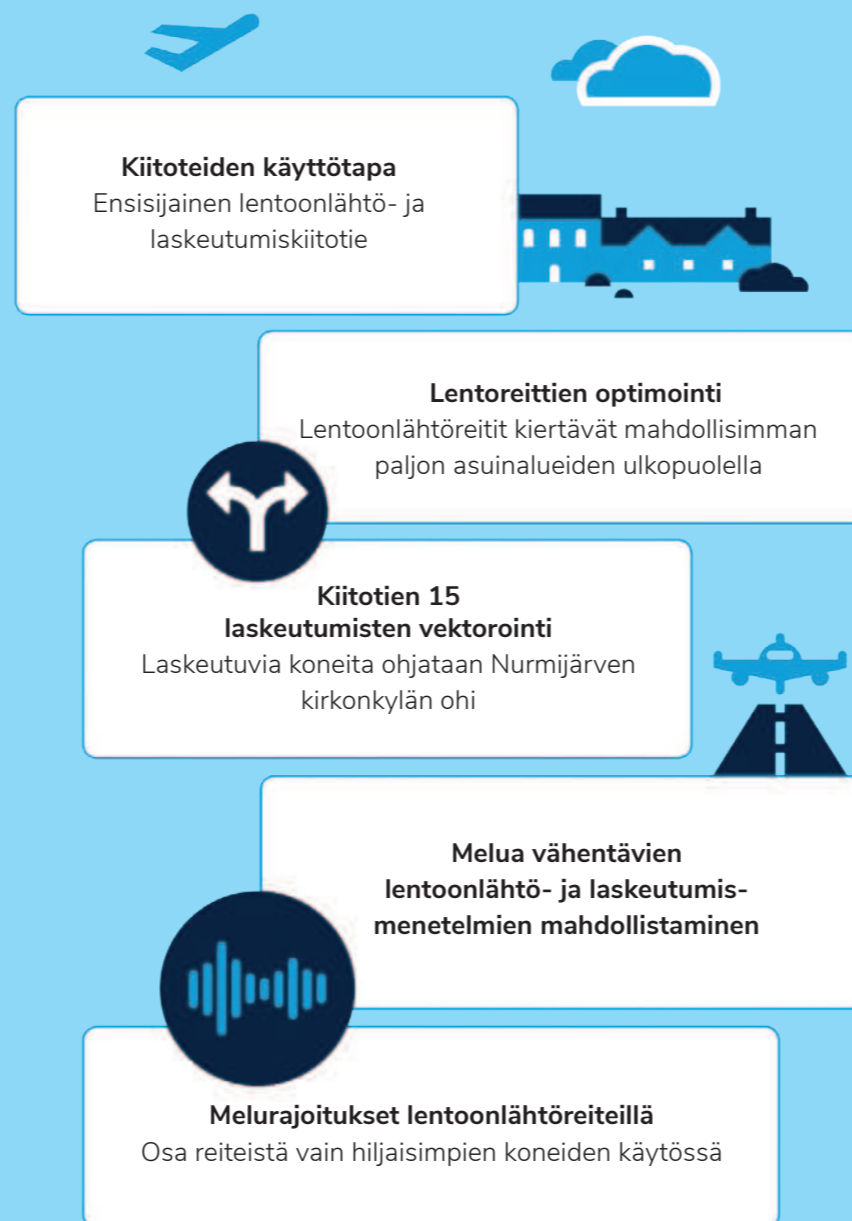 Kiitoteiden käyttötapa
Ensisijainen lentoonlähtö- ja
laskeutumiskiitotie
Lentoreittien optimointi
Lentoonlähtöreitit kiertävät mahdollisimman
paljon asuinalueiden ulkopuolella
Kiitotien 15
laskeutumisten vektorointi
Laskeutuvia koneita ohjataan Nurmijärven
kirkonkylän ohi
Melua vähentävien
lentoonlähtö- ja laskeutumis-
menetelmien mahdollistaminen
Melurajoitukset lentoonlähtöreiteillä
Osa reiteistä vain hiljaisimpien koneiden käytössä